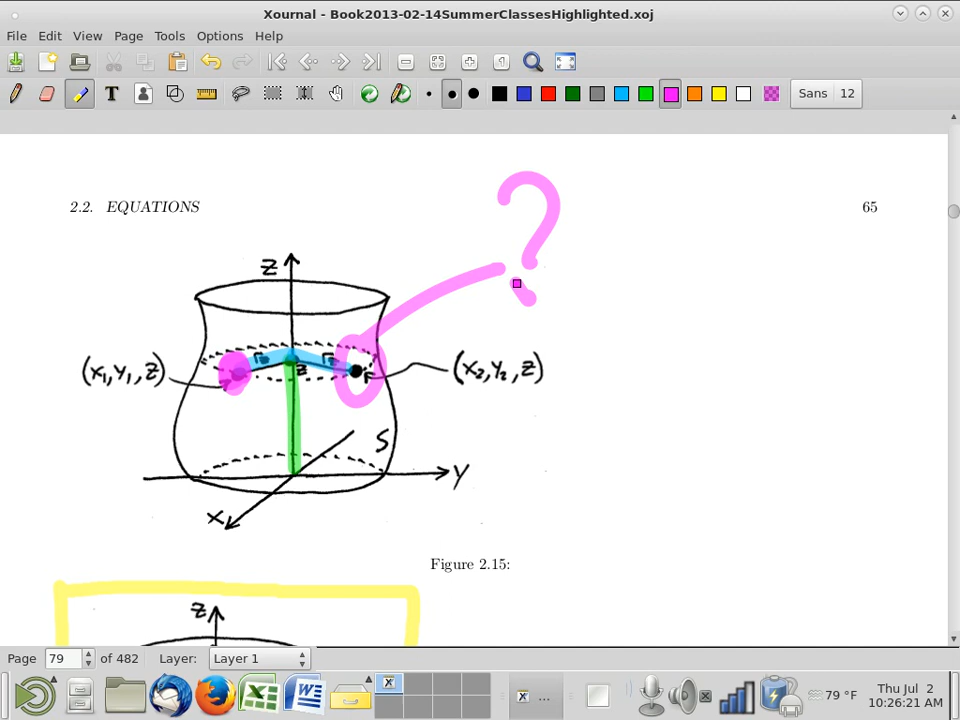 Xournal - Book2013-02-14SummerClassesHighlighted.xoj
File Edit View Page Tools Options Help
T Sans 12
2.2. EQUATIONS 65
?
Z
(x₁, y₁, z) r r (x₂, y₂, z)
z r
S
Y
X
Figure 2.15:
Z
Page 79 of 482 Layer: Layer 1
... 79 °F Thu Jul 2
10:26:21 AM